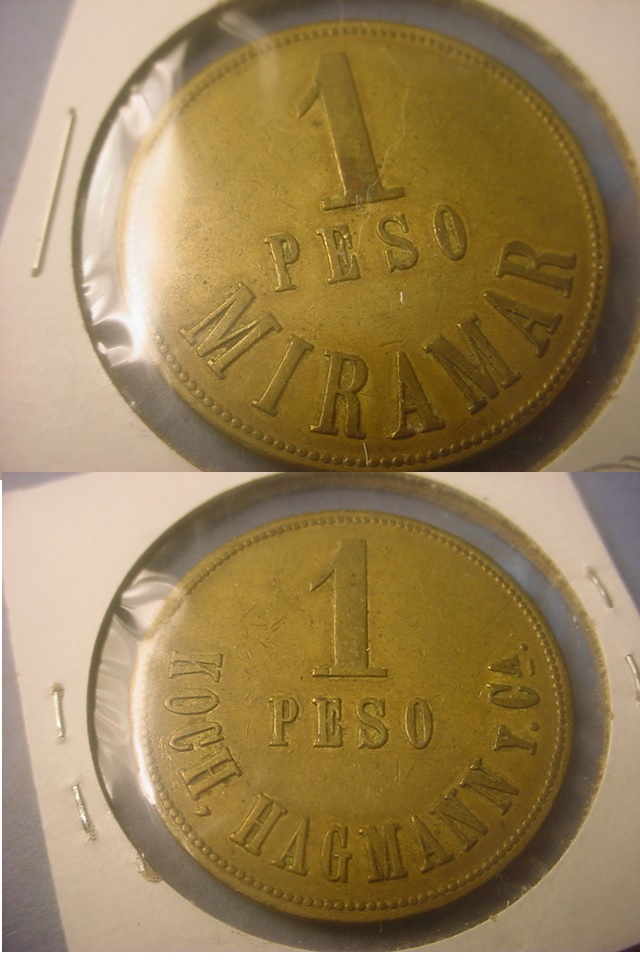 1
PESO
MIRAMAR
1
PESO
KOCH, HAGMANN Y. CA.